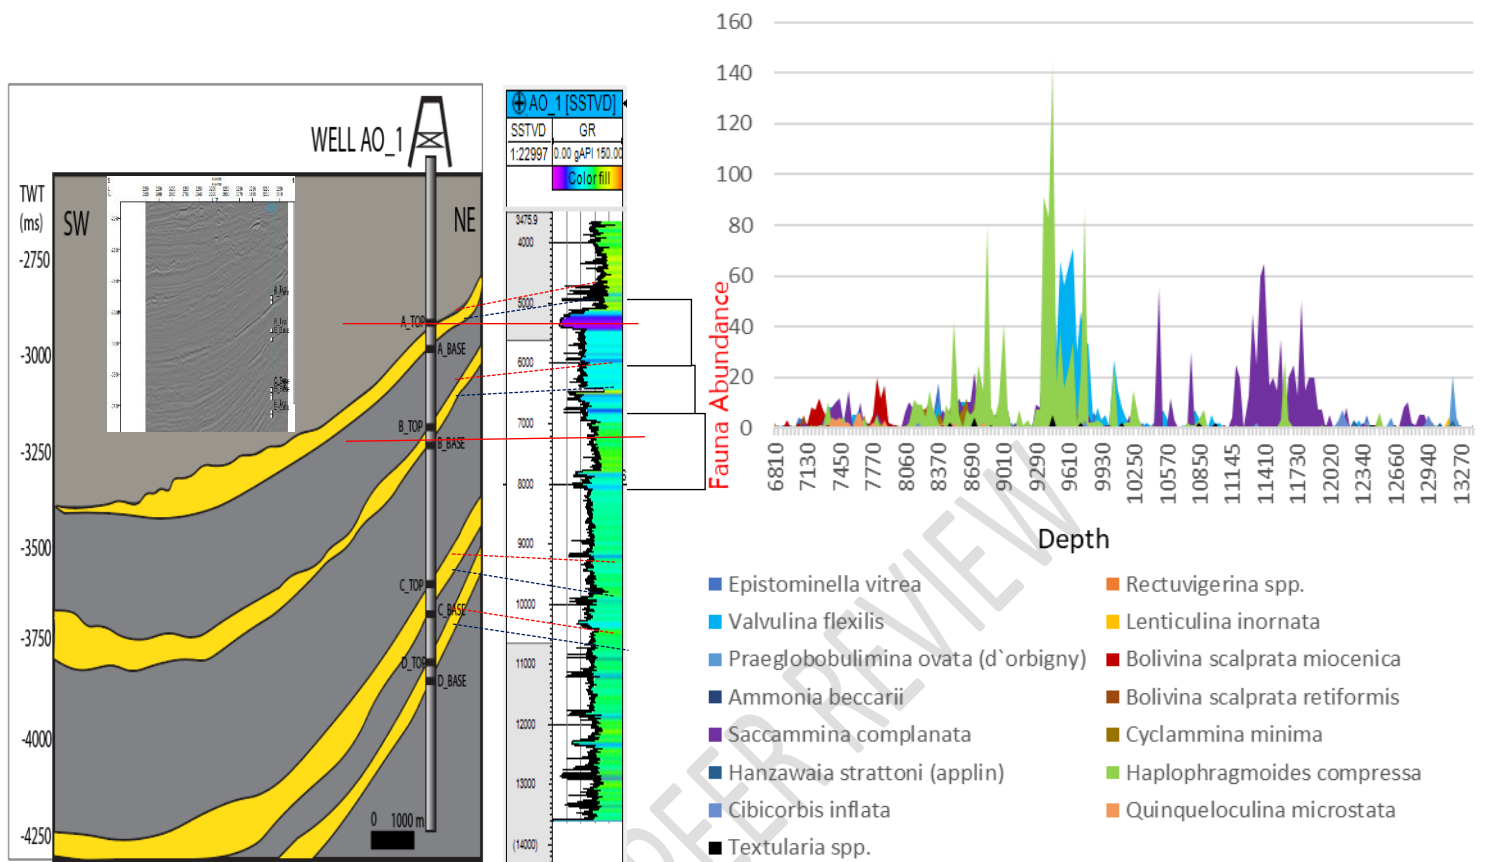 WELL AO_1
TWT
(ms)
SW
NE
-2750
-3000
-3250
-3500
-3750
-4000
-4250
A_TOP
A_BASE
B_TOP
B_BASE
C_TOP
C_BASE
D_TOP
D_BASE
0 1000 m
AO_1 [SSTVD]
SSTVD GR
1:22997 0.00 gAPI 150.00
Color fill
3475.9
4000
5000
6000
7000
8000
9000
10000
11000
12000
13000
(14000)
160
140
120
100
80
60
40
20
0
Fauna Abundance
6810 7130 7450 7770 8060 8370 8690 9010 9290 9610 9930 10250 10570 10850 11145 11410 11730 12020 12340 12660 12940 13270
Depth
Epistominella vitrea
Rectuvigerina spp.
Valvulina flexilis
Lenticulina inornata
Praeglobobulimina ovata (d`orbigny)
Bolivina scalprata miocenica
Ammonia beccarii
Bolivina scalprata retiformis
Saccammina complanata
Cyclammina minima
Hanzawaia strattoni (applin)
Haplophragmoides compressa
Cibicorbis inflata
Quinqueloculina microstata
Textularia spp.
PEER REVIEW